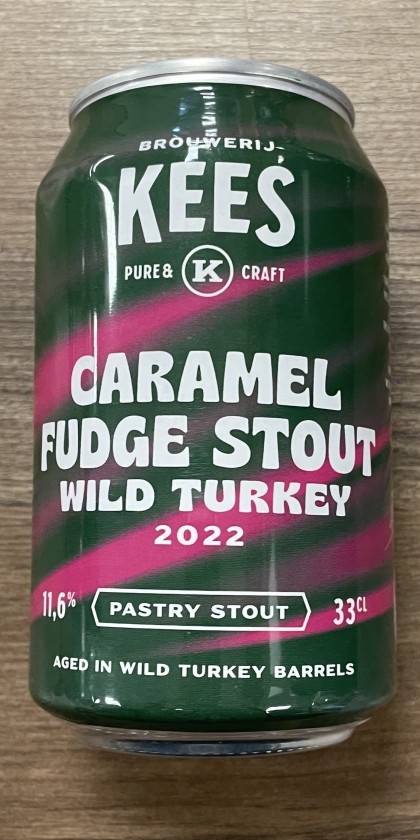 BROUWERIJ
KEES
PURE & K CRAFT
CARAMEL
FUDGE STOUT
WILD TURKEY
2022
11,6% PASTRY STOUT 33CL
AGED IN WILD TURKEY BARRELS